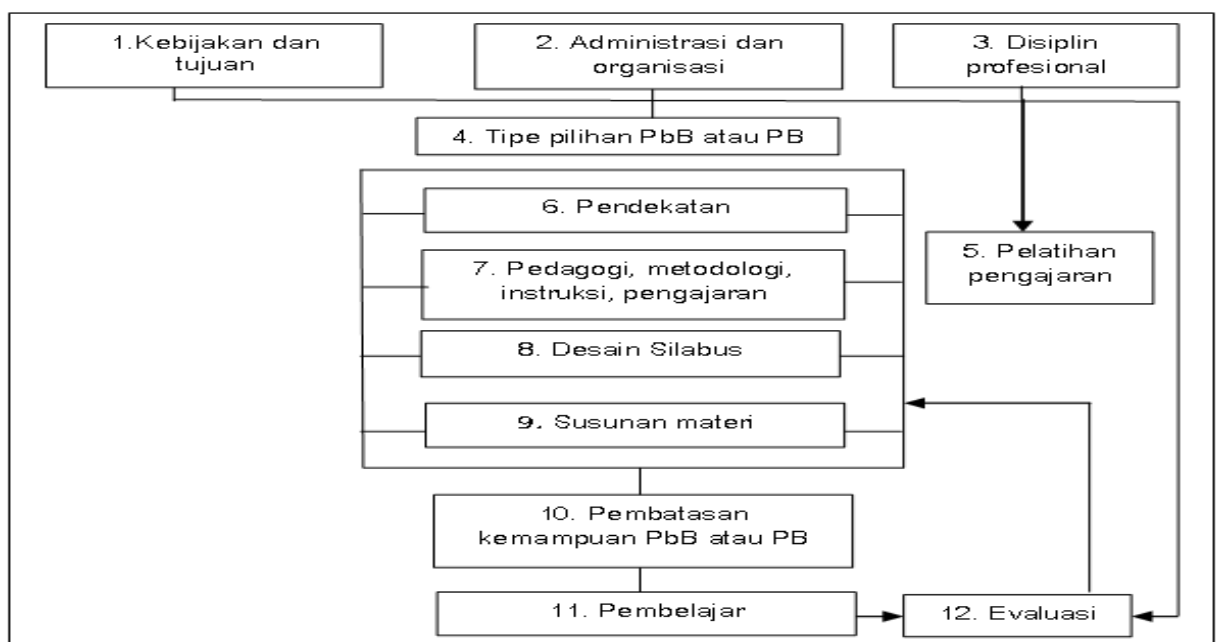 1.Kebijakan dan
tujuan
2. Administrasi dan
organisasi
3. Disiplin
profesional
4. Tipe pilihan PbB atau PB
6. Pendekatan
7. Pedagogi, metodologi,
instruksi, pengajaran
5. Pelatihan
pengajaran
8. Desain Silabus
9. Susunan materi
10. Pembatasan
kemampuan PbB atau PB
11. Pembelajar
12. Evaluasi